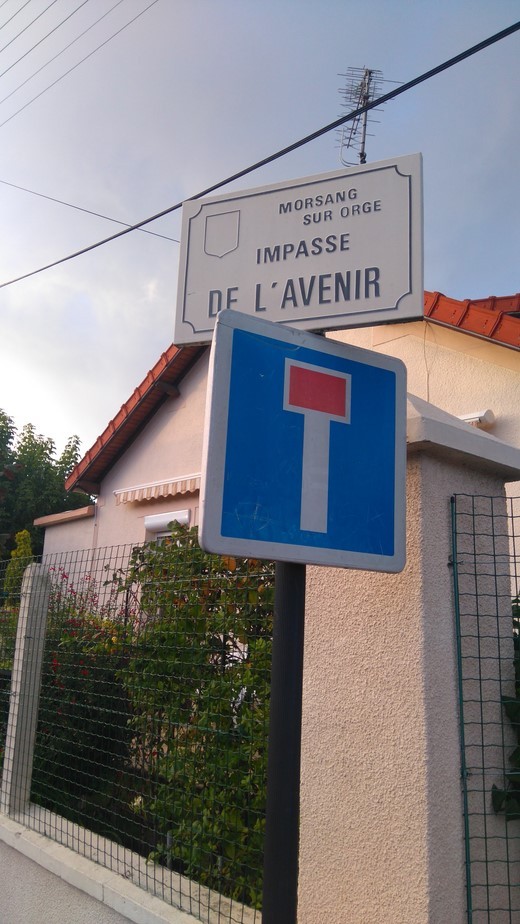 MORSANG
SUR ORGE
IMPASSE
DE L'AVENIR